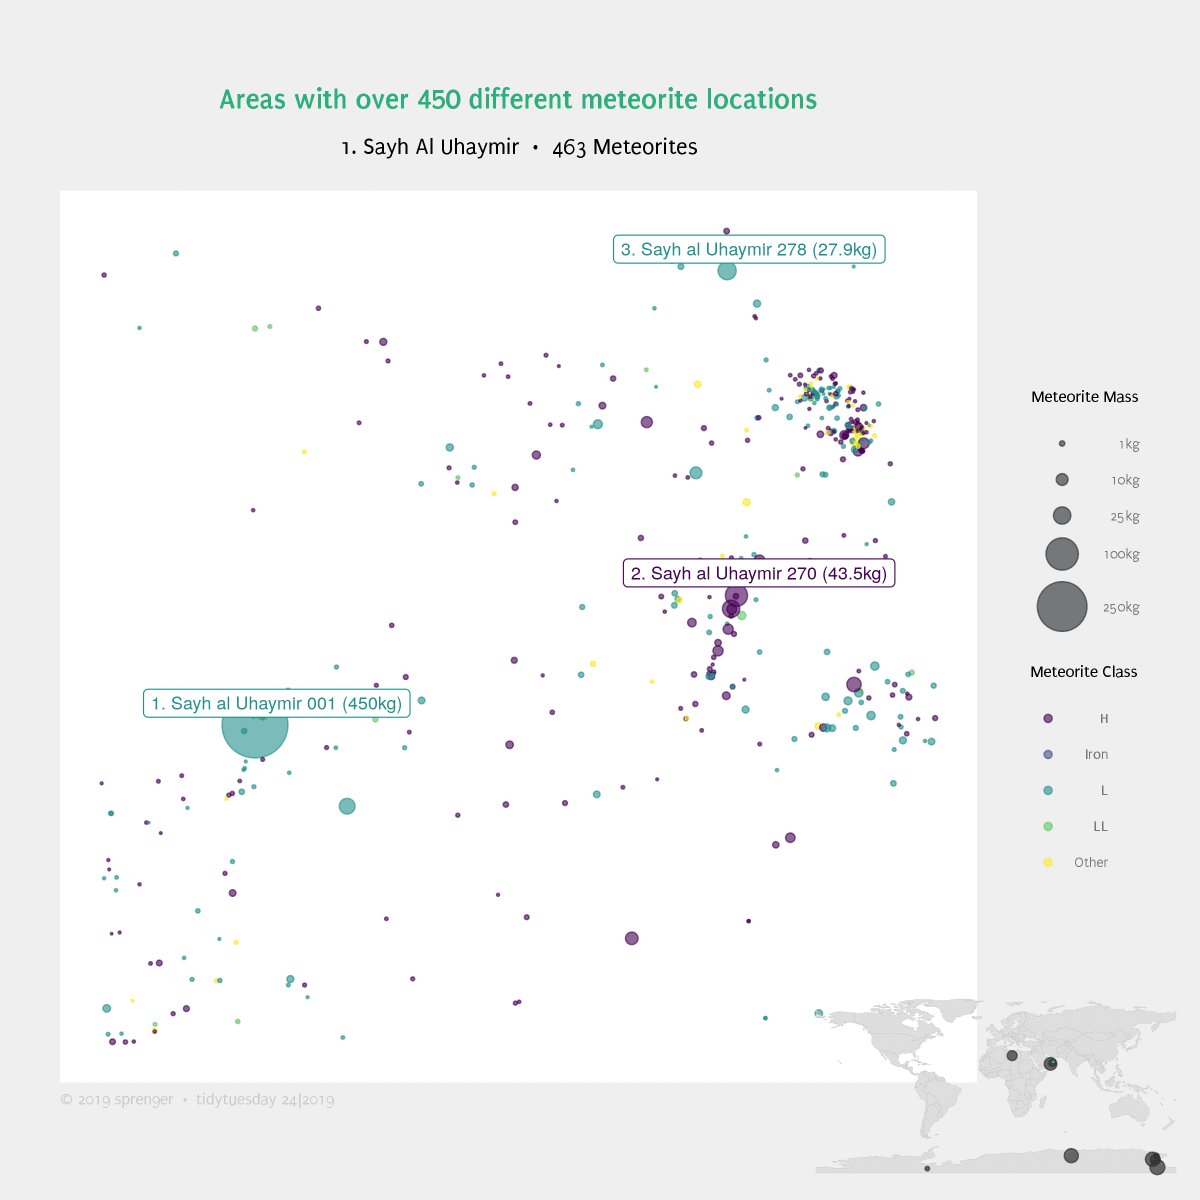 Areas with over 450 different meteorite locations
1. Sayh Al Uhaymir • 463 Meteorites
3. Sayh al Uhaymir 278 (27.9kg)
2. Sayh al Uhaymir 270 (43.5kg)
1. Sayh al Uhaymir 001 (450kg)
Meteorite Mass
1kg
10kg
25kg
100kg
250kg
Meteorite Class
H
Iron
L
LL
Other
© 2019 sprenger • tidytuesday 24|2019